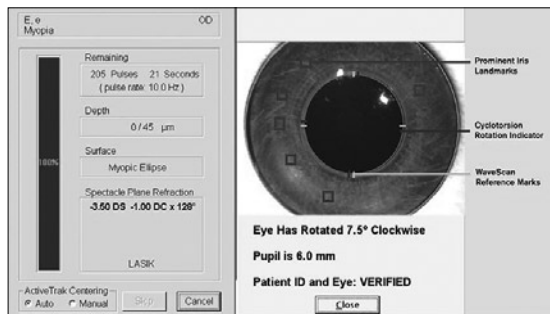 E, e
OD
Myopia
Remaining
205 Pulses 21 Seconds
( pulse rate: 10.0 Hz )
Depth
0/45 µm
Surface
Myopic Ellipse
100%
Spectacle Plane Refraction
-3.50 DS -1.00 DC x 128°
LASIK
ActiveTrak Centering
Auto
Manual
Skip
Cancel
Prominent Iris
Landmarks
Cyclotorsion
Rotation Indicator
WaveScan
Reference Marks
Eye Has Rotated 7.5° Clockwise
Pupil is 6.0 mm
Patient ID and Eye: VERIFIED
Close